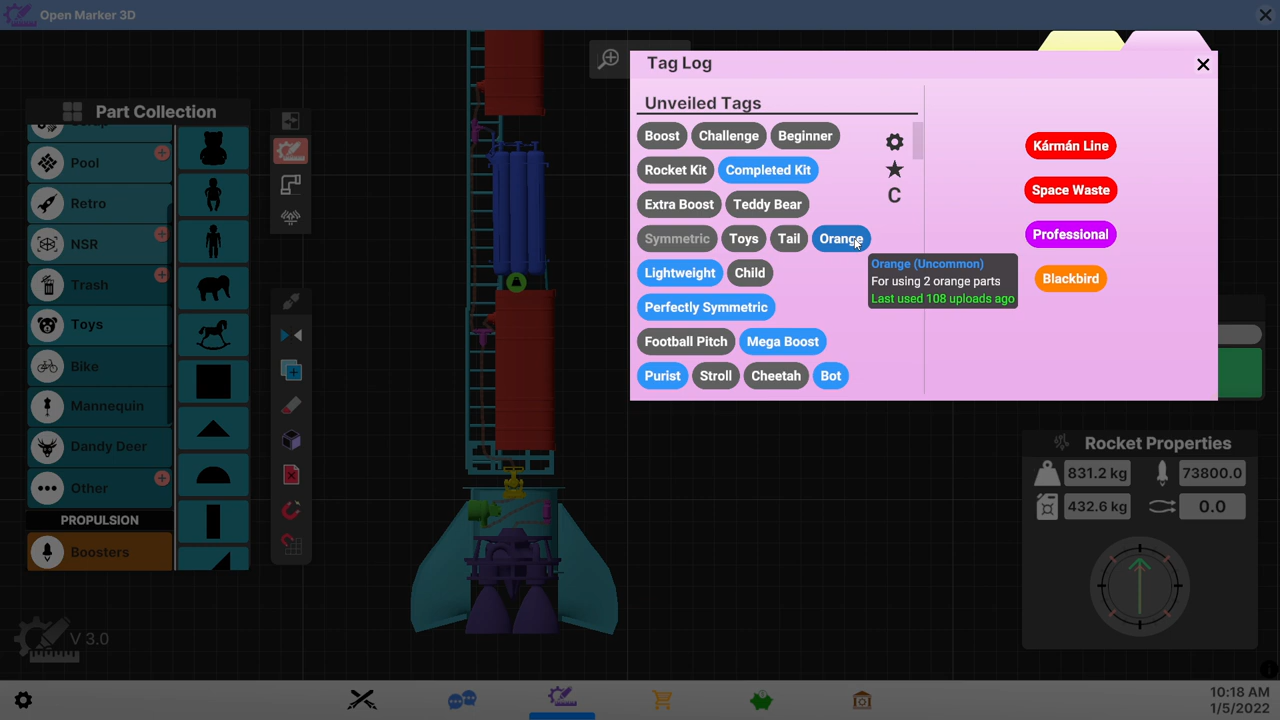 Open Marker 3D
Part Collection
Pool
Retro
NSR
Trash
Toys
Bike
Mannequin
Dandy Deer
Other
PROPULSION
Boosters
V 3.0
Tag Log
Unveiled Tags
Boost Challenge Beginner
Rocket Kit Completed Kit
Extra Boost Teddy Bear C
Symmetric Toys Tail Orange
Orange (Uncommon)
For using 2 orange parts
Last used 108 uploads ago
Lightweight Child
Perfectly Symmetric
Football Pitch Mega Boost
Purist Stroll Cheetah Bot
Kármán Line
Space Waste
Professional
Blackbird
Rocket Properties
831.2 kg 73800.0
432.6 kg 0.0
10:18 AM
1/5/2022